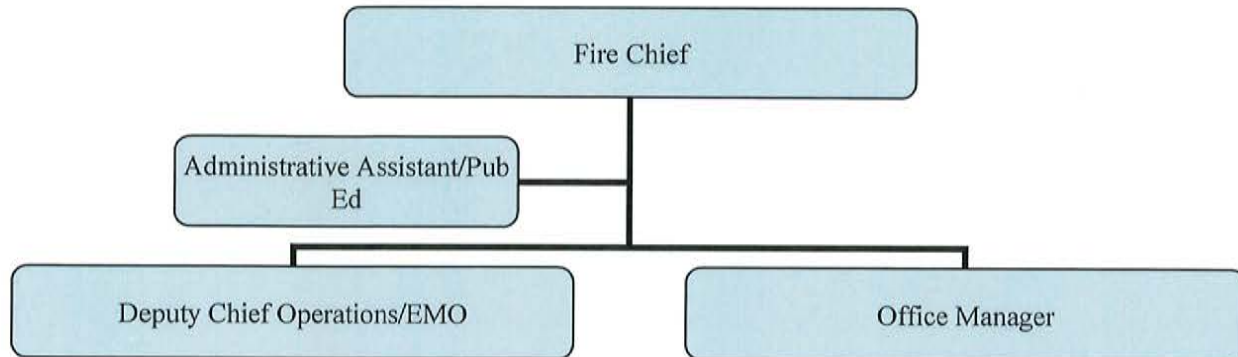 Fire Chief
Administrative Assistant/Pub
Ed
Deputy Chief Operations/EMO
Office Manager